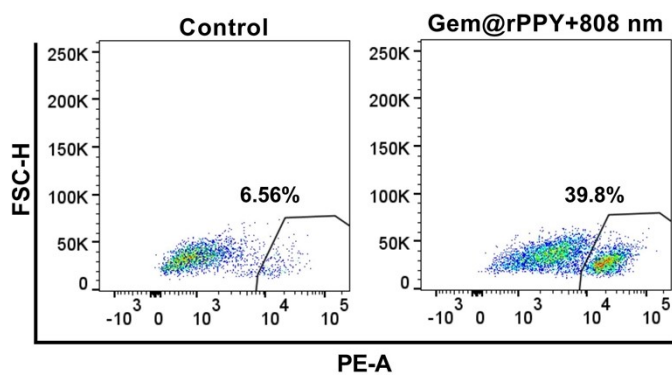 Control
Gem@rPPY+808 nm
250K
200K
150K
100K
50K
0
6.56%
-10^3 0 10^3 10^4 10^5
250K
200K
150K
100K
50K
0
39.8%
-10^3 0 10^3 10^4 10^5
FSC-H
PE-A